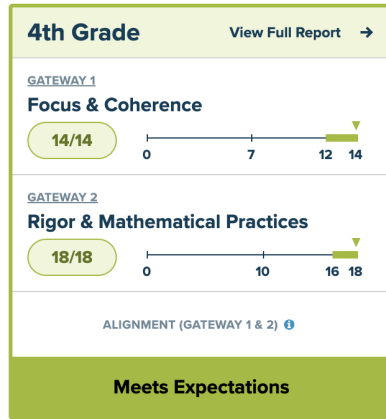 4th Grade View Full Report →
GATEWAY 1
Focus & Coherence
14/14
0 7 12 14
GATEWAY 2
Rigor & Mathematical Practices
18/18
0 10 16 18
ALIGNMENT (GATEWAY 1 & 2) i
Meets Expectations